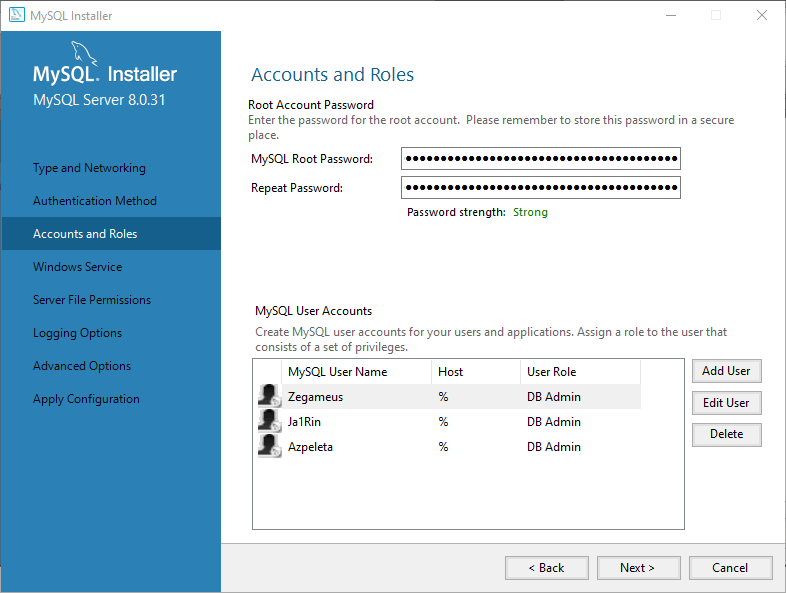 MySQL Installer
MySQL. Installer
MySQL Server 8.0.31
Type and Networking
Authentication Method
Accounts and Roles
Windows Service
Server File Permissions
Logging Options
Advanced Options
Apply Configuration
Accounts and Roles
Root Account Password
Enter the password for the root account. Please remember to store this password in a secure
place.
MySQL Root Password:
Repeat Password:
Password strength: Strong
MySQL User Accounts
Create MySQL user accounts for your users and applications. Assign a role to the user that
consists of a set of privileges.
MySQL User Name Host User Role
Zegameus % DB Admin
Ja1Rin % DB Admin
Azpeleta % DB Admin
Add User
Edit User
Delete
< Back Next > Cancel